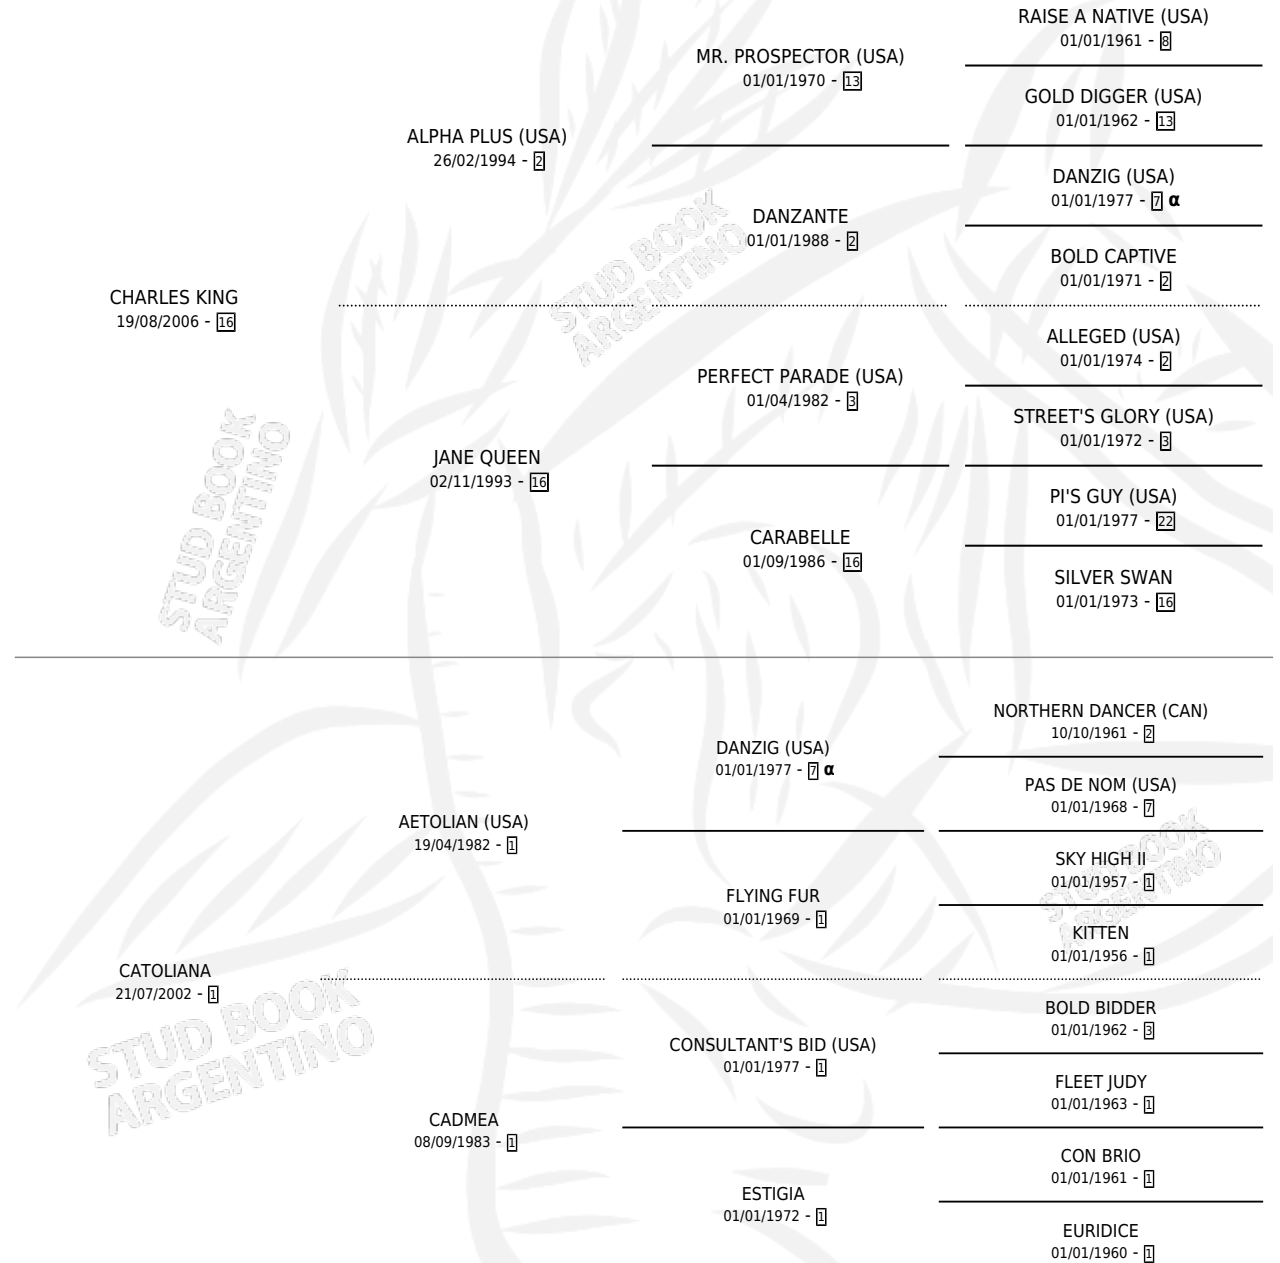 RAISE A NATIVE (USA)
01/01/1961 - 8
MR. PROSPECTOR (USA)
01/01/1970 - 13
GOLD DIGGER (USA)
01/01/1962 - 13
ALPHA PLUS (USA)
26/02/1994 - 2
DANZIG (USA)
01/01/1977 - 7 α
DANZANTE
01/01/1988 - 2
BOLD CAPTIVE
01/01/1971 - 2
STUD BOOK
ARGENTINO
CHARLES KING
19/08/2006 - 16
ALLEGED (USA)
01/01/1974 - 2
PERFECT PARADE (USA)
01/04/1982 - 3
STREET'S GLORY (USA)
01/01/1972 - 3
JANE QUEEN
02/11/1993 - 16
PI'S GUY (USA)
01/01/1977 - 22
CARABELLE
01/09/1986 - 16
SILVER SWAN
01/01/1973 - 16
STUD BOOK
ARGENTINO
NORTHERN DANCER (CAN)
10/10/1961 - 2
DANZIG (USA)
01/01/1977 - 7 α
PAS DE NOM (USA)
01/01/1968 - 7
AETOLIAN (USA)
19/04/1982 - 1
SKY HIGH II
01/01/1957 - 1
FLYING FUR
01/01/1969 - 1
KITTEN
01/01/1956 - 1
STUD BOOK
ARGENTINO
CATOLIANA
21/07/2002 - 1
BOLD BIDDER
01/01/1962 - 3
CONSULTANT'S BID (USA)
01/01/1977 - 1
FLEET JUDY
01/01/1963 - 1
STUD BOOK
ARGENTINO
CADMEA
08/09/1983 - 1
CON BRIO
01/01/1961 - 1
ESTIGIA
01/01/1972 - 1
EURIDICE
01/01/1960 - 1